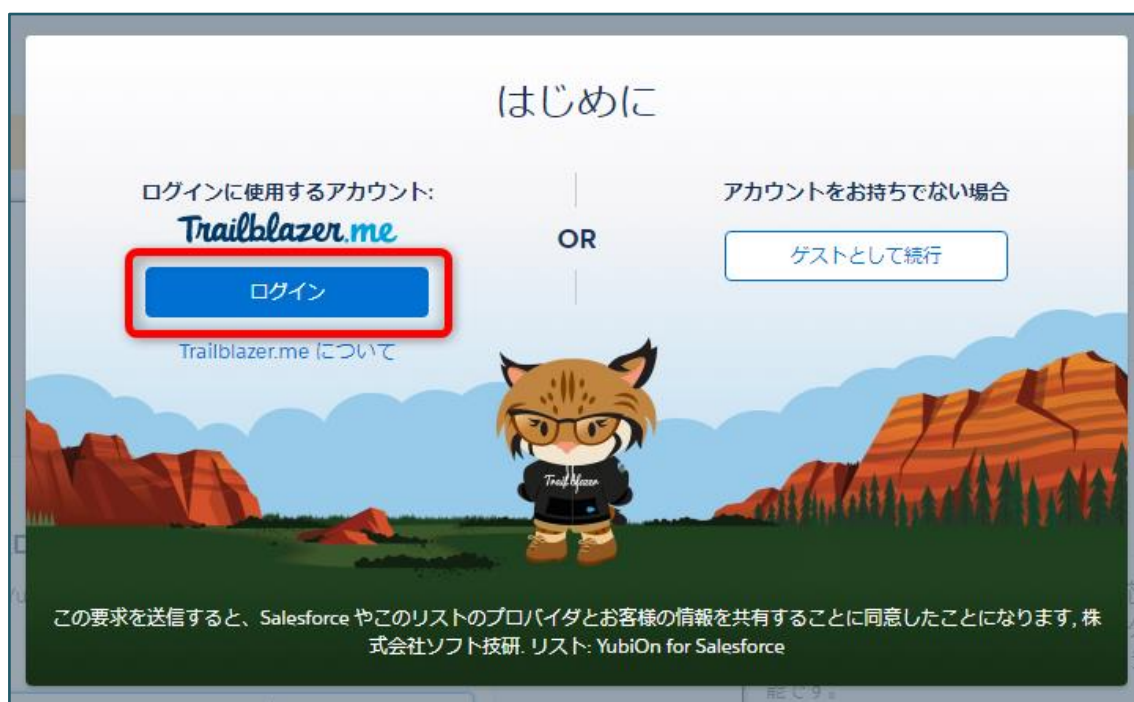 はじめに
ログインに使用するアカウント:
Trailblazer.me
ログイン
Trailblazer.me について
OR
アカウントをお持ちでない場合
ゲストとして続行
Trailblazer
この要求を送信すると、Salesforce やこのリストのプロバイダとお客様の情報を共有することに同意したことになります, 株
式会社ソフト技研. リスト: YubiOn for Salesforce
能です。